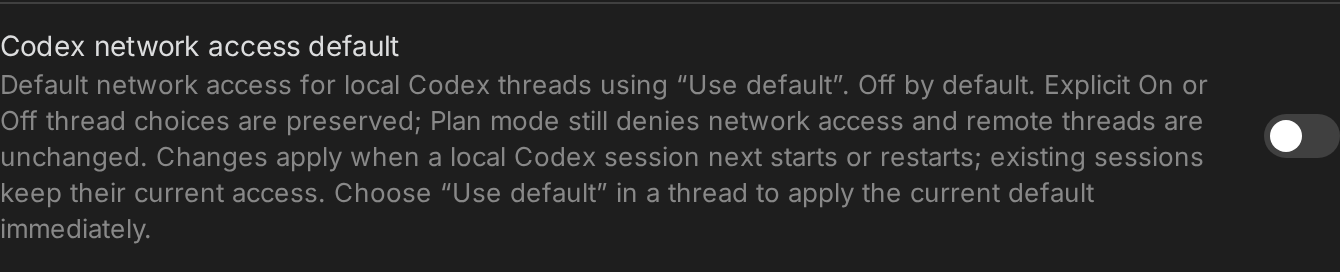 Codex network access default
Default network access for local Codex threads using “Use default”. Off by default. Explicit On or
Off thread choices are preserved; Plan mode still denies network access and remote threads are
unchanged. Changes apply when a local Codex session next starts or restarts; existing sessions
keep their current access. Choose “Use default” in a thread to apply the current default
immediately.